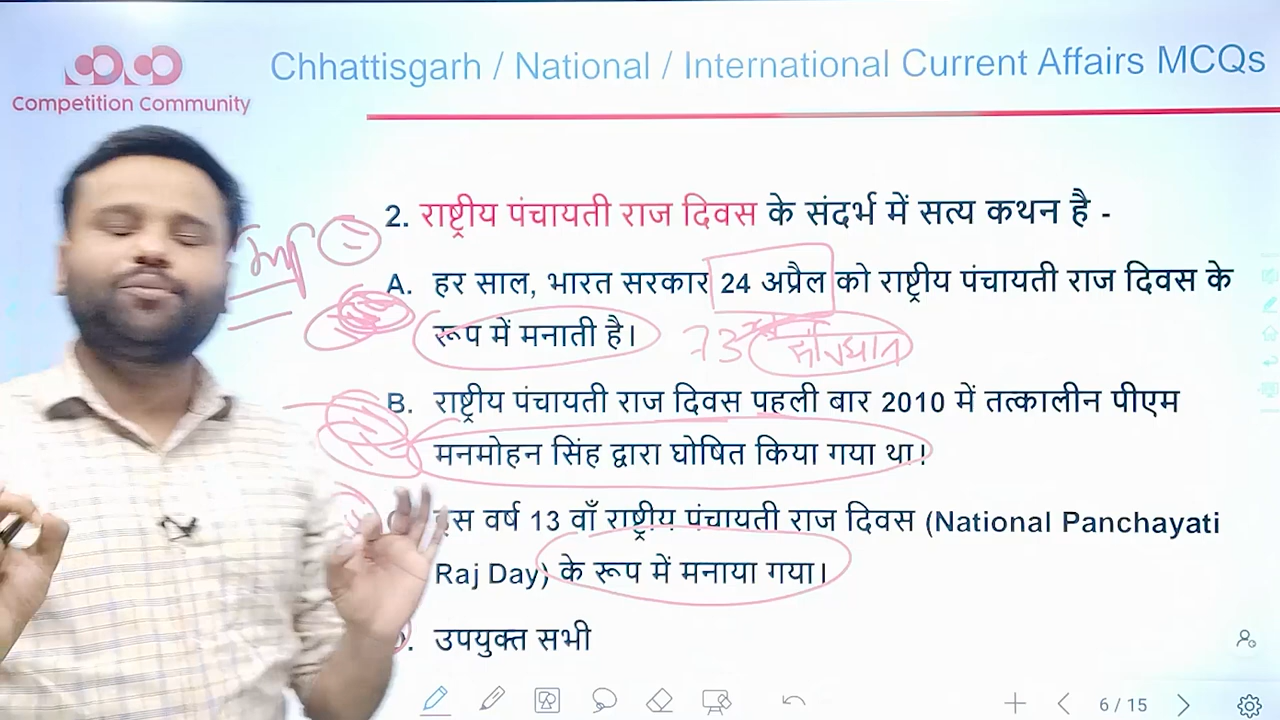 Chhattisgarh / National / International Current Affairs MCQs
Competition Community
2. राष्ट्रीय पंचायती राज दिवस के संदर्भ में सत्य कथन है -
Imp
A. हर साल, भारत सरकार 24 अप्रैल को राष्ट्रीय पंचायती राज दिवस के
रूप में मनाती है।
73 संविधान
B. राष्ट्रीय पंचायती राज दिवस पहली बार 2010 में तत्कालीन पीएम
मनमोहन सिंह द्वारा घोषित किया गया था।
इस वर्ष 13 वाँ राष्ट्रीय पंचायती राज दिवस (National Panchayati
Raj Day) के रूप में मनाया गया।
. उपयुक्त सभी
6 / 15